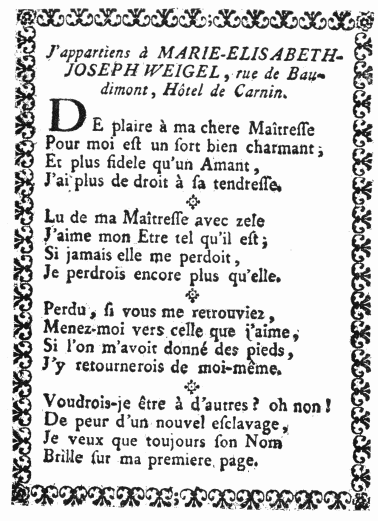 J'appartiens à MARIE-ELISABETH-
JOSEPH WEIGEL, rue de Bau-
dimont, Hôtel de Carnin.
DE plaire à ma chere Maîtreſſe
Pour moi eſt un ſort bien charmant;
Et plus fidele qu'un Amant,
J'ai plus de droit à ſa tendreſſe.
Lu de ma Maîtreſſe avec zele
J'aime mon Etre tel qu'il eſt;
Si jamais elle me perdoit,
Je perdrois encore plus qu'elle.
Perdu, ſi vous me retrouviez,
Menez-moi vers celle que j'aime,
Si l'on m'avoit donné des pieds,
J'y retournerois de moi-même.
Voudrois-je être à d'autres? oh non!
De peur d'un nouvel eſclavage,
Je veux que toujours ſon Nom
Brille ſur ma premiere page.